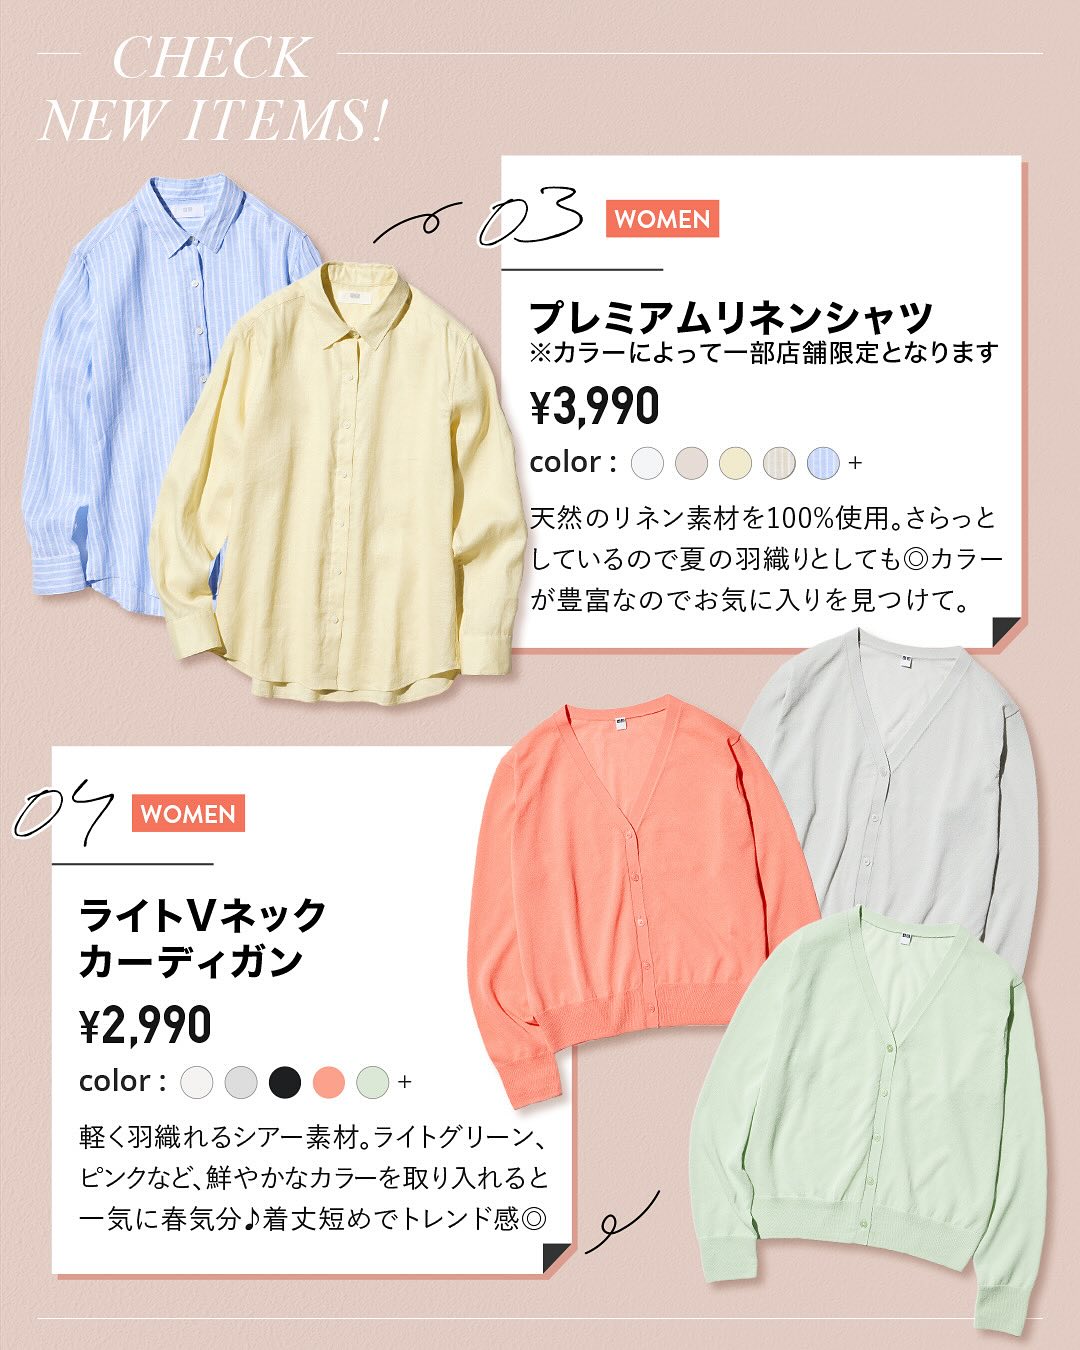 CHECK
NEW ITEMS!
03 WOMEN
プレミアムリネンシャツ
※カラーによって一部店舗限定となります
¥3,990
color : +
天然のリネン素材を100%使用。さらっと
しているので夏の羽織りとしても◎カラー
が豊富なのでお気に入りを見つけて。
04 WOMEN
ライトVネック
カーディガン
¥2,990
color : +
軽く羽織れるシアー素材。ライトグリーン、
ピンクなど、鮮やかなカラーを取り入れると
一気に春気分♪着丈短めでトレンド感◎